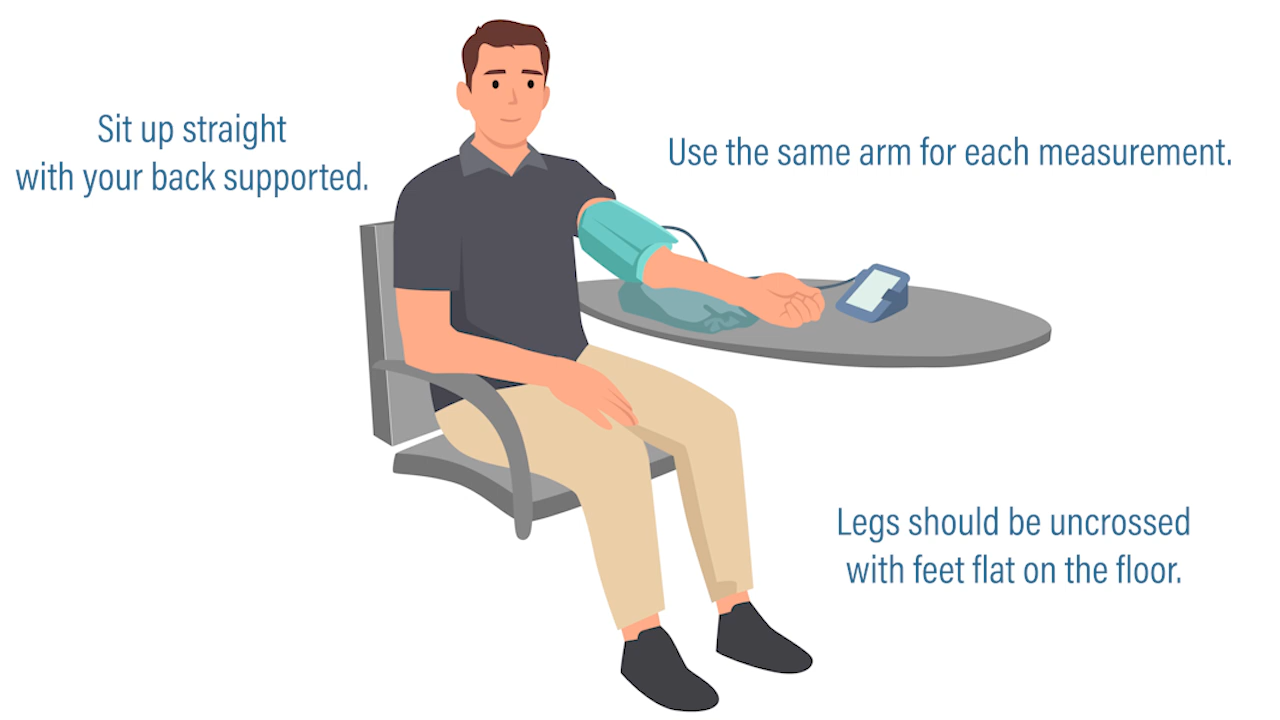 Sit up straight
with your back supported.
Use the same arm for each measurement.
Legs should be uncrossed
with feet flat on the floor.